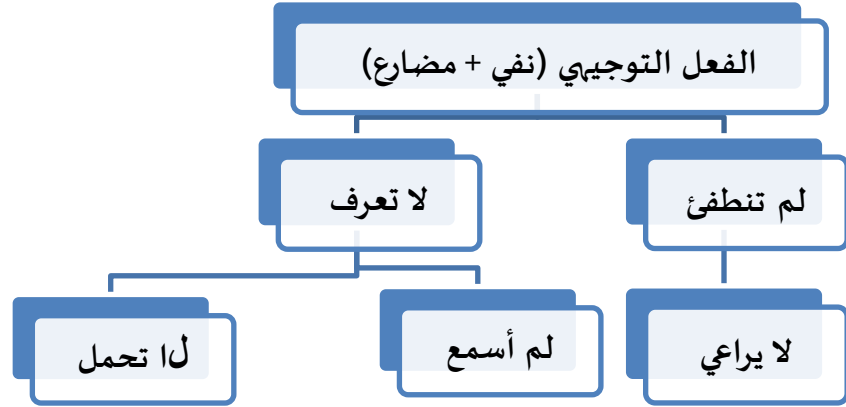 الفعل التوجيهي (نفي + مضارع)
لم تنطفئ
لا تعرف
لا يراعي
لم أسمع
لا تحمل